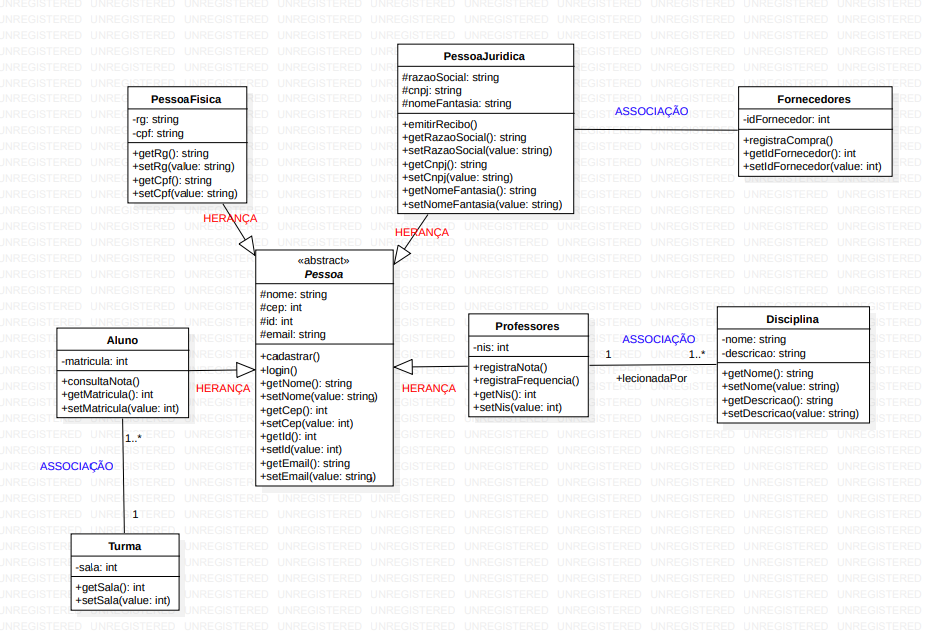 PessoaFisica
-rg: string
-cpf: string
+getRg(): string
+setRg(value: string)
+getCpf(): string
+setCpf(value: string)
HERANÇA
PessoaJuridica
#razaoSocial: string
#cnpj: string
#nomeFantasia: string
+emitirRecibo()
+getRazaoSocial(): string
+setRazaoSocial(value: string)
+getCnpj(): string
+setCnpj(value: string)
+getNomeFantasia(): string
+setNomeFantasia(value: string)
HERANÇA
ASSOCIAÇÃO
Fornecedores
-idFornecedor: int
+registraCompra()
+getIdFornecedor(): int
+setIdFornecedor(value: int)
«abstract»
Pessoa
#nome: string
#cep: int
#id: int
#email: string
+cadastrar()
+login()
+getNome(): string
+setNome(value: string)
+getCep(): int
+setCep(value: int)
+getId(): int
+setId(value: int)
+getEmail(): string
+setEmail(value: string)
Aluno
-matricula: int
+consultaNota()
+getMatricula(): int
+setMatricula(value: int)
HERANÇA
HERANÇA
Professores
-nis: int
+registraNota()
+registraFrequencia()
+getNis(): int
+setNis(value: int)
ASSOCIAÇÃO
1 1..*
+lecionadaPor
Disciplina
-nome: string
-descricao: string
+getNome(): string
+setNome(value: string)
+getDescricao(): string
+setDescricao(value: string)
1..*
ASSOCIAÇÃO
1
Turma
-sala: int
+getSala(): int
+setSala(value: int)
UNREGISTERED